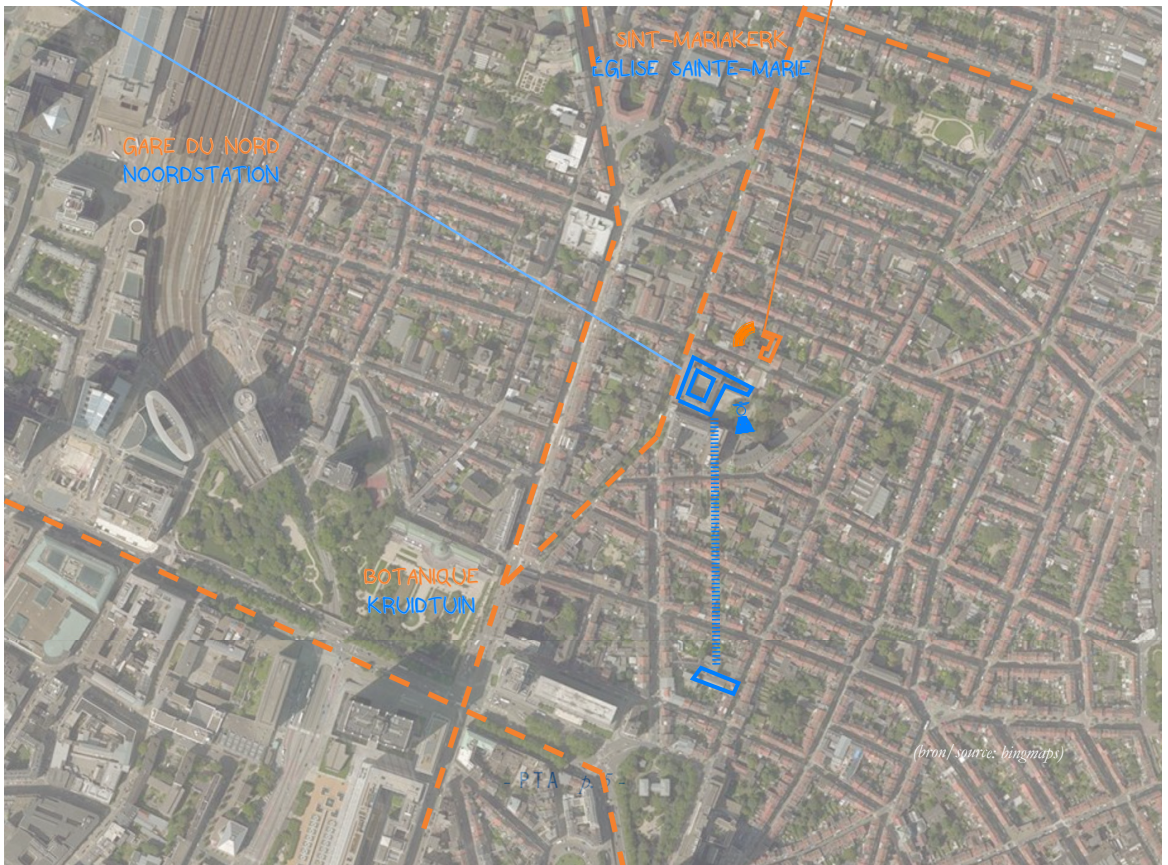 SINT-MARIAKERK
ÉGLISE SAINTE-MARIE
GARE DU NORD
NOORDSTATION
BOTANIQUE
KRUIDTUIN
(bron/ source: bingmaps)